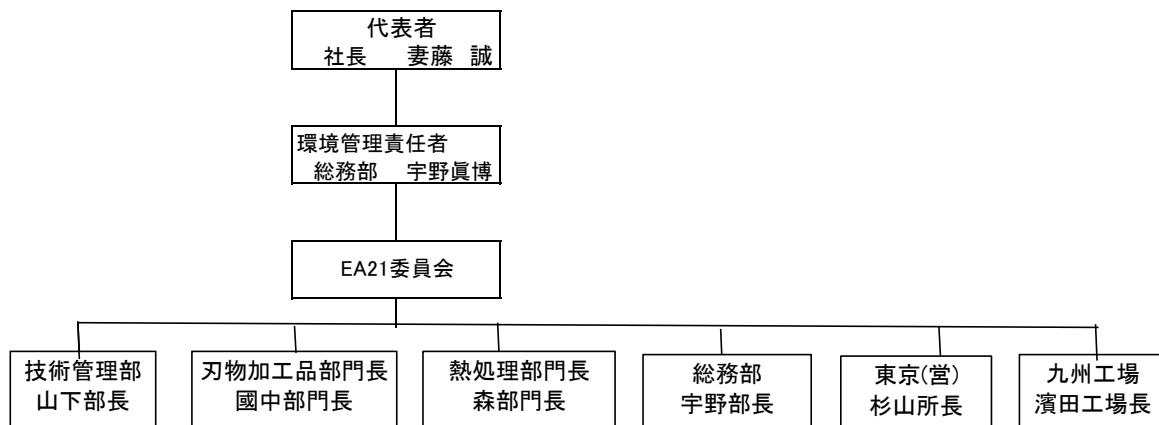 代表者
社長　妻藤　誠
環境管理責任者
総務部　宇野眞博
EA21委員会
技術管理部
山下部長
刃物加工品部門長
國中部門長
熱処理部門長
森部門長
総務部
宇野部長
東京(営)
杉山所長
九州工場
濱田工場長